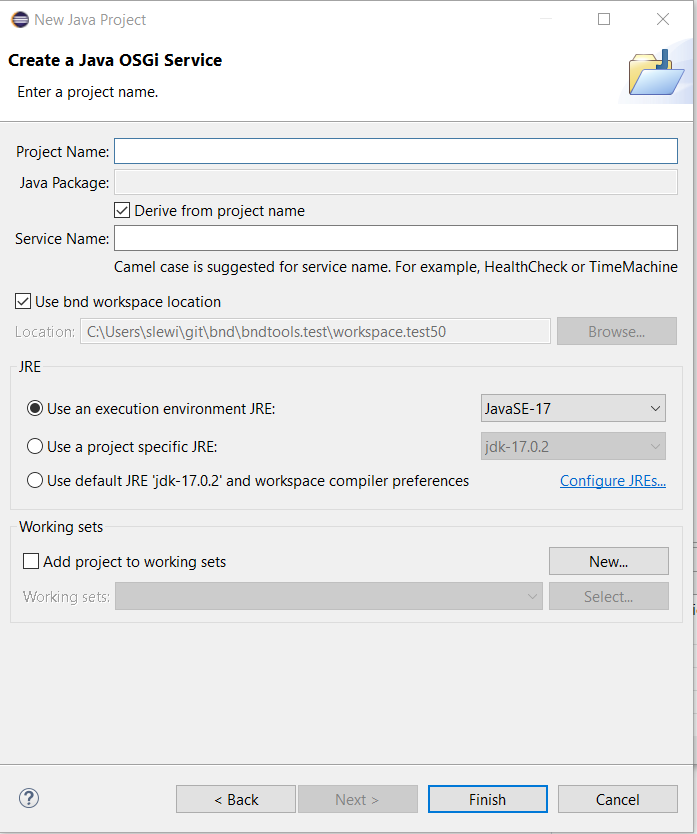 New Java Project
Create a Java OSGi Service
Enter a project name.
Project Name:
Java Package:
Derive from project name
Service Name:
Camel case is suggested for service name. For example, HealthCheck or TimeMachine
Use bnd workspace location
Location: C:\Users\slewi\git\bnd\bndtools.test\workspace.test50 Browse...
JRE
Use an execution environment JRE: JavaSE-17
Use a project specific JRE: jdk-17.0.2
Use default JRE 'jdk-17.0.2' and workspace compiler preferences Configure JREs...
Working sets
Add project to working sets New...
Working sets: Select...
? < Back Next > Finish Cancel